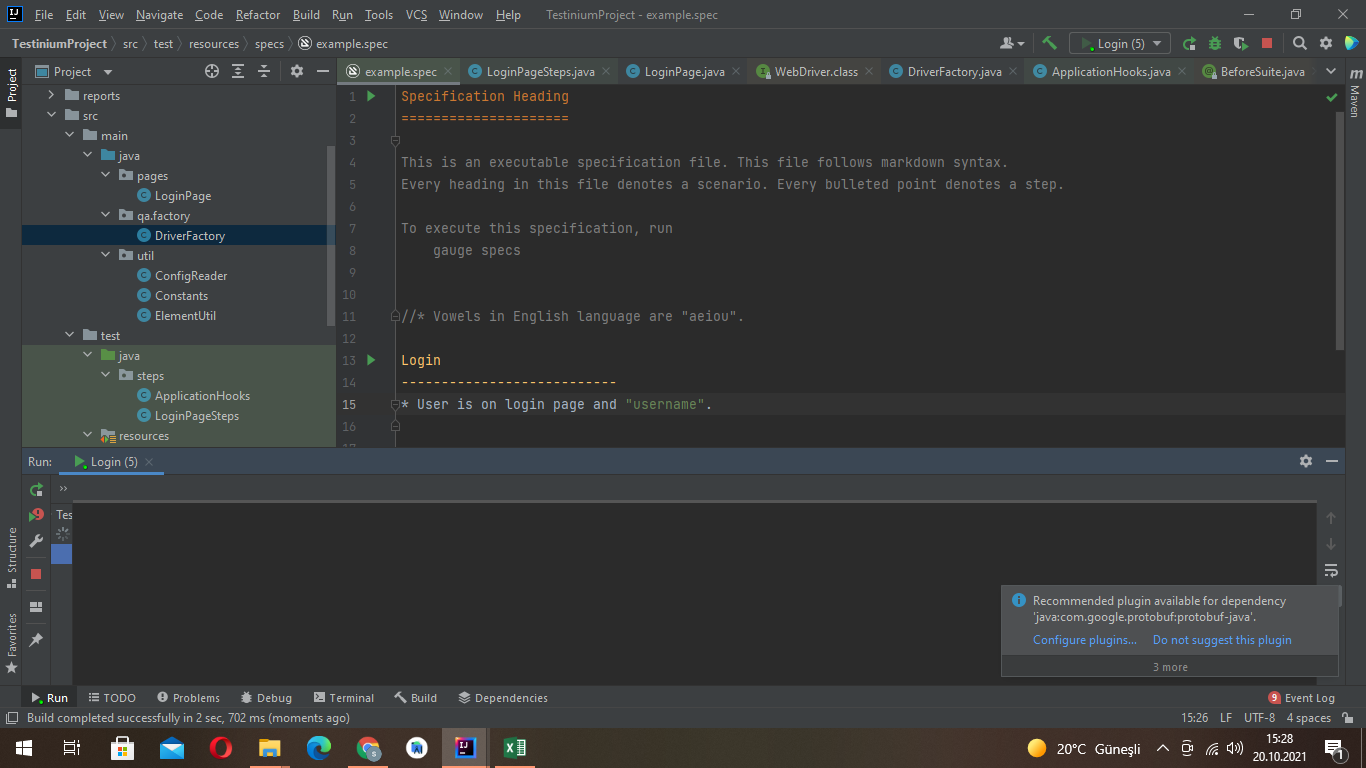 File Edit View Navigate Code Refactor Build Run Tools VCS Window Help TestiniumProject - example.spec
TestiniumProject src test resources specs example.spec Login (5)
Project
example.spec LoginPageSteps.java LoginPage.java WebDriver.class DriverFactory.java ApplicationHooks.java BeforeSuite.java
Project
reports
src
main
java
pages
LoginPage
qa.factory
DriverFactory
util
ConfigReader
Constants
ElementUtil
test
java
steps
ApplicationHooks
LoginPageSteps
resources
1 Specification Heading
2 =====================
3
4 This is an executable specification file. This file follows markdown syntax.
5 Every heading in this file denotes a scenario. Every bulleted point denotes a step.
6
7 To execute this specification, run
8 gauge specs
9
10
11 //* Vowels in English language are "aeiou".
12
13 Login
14 ---------------------------
15 * User is on login page and "username".
16
17
Maven
Run: Login (5)
Tes
Structure
Favorites
Recommended plugin available for dependency
'java:com.google.protobuf:protobuf-java'.
Configure plugins... Do not suggest this plugin
3 more
Run TODO Problems Debug Terminal Build Dependencies 9 Event Log
Build completed successfully in 2 sec, 702 ms (moments ago) 15:26 LF UTF-8 4 spaces
20°C Güneşli 15:28
20.10.2021
1